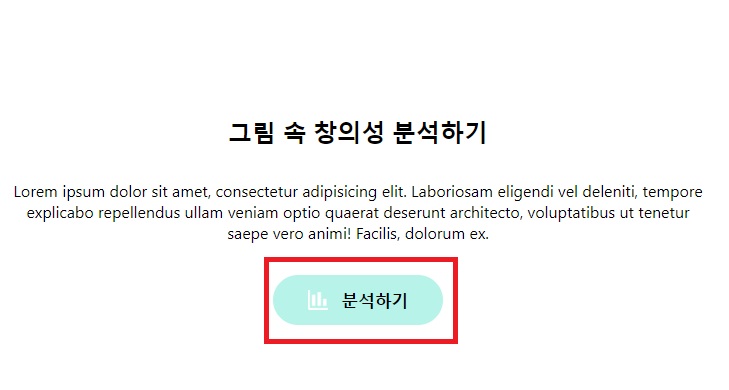 그림 속 창의성 분석하기
Lorem ipsum dolor sit amet, consectetur adipisicing elit. Laboriosam eligendi vel deleniti, tempore
explicabo repellendus ullam veniam optio quaerat deserunt architecto, voluptatibus ut tenetur
saepe vero animi! Facilis, dolorum ex.
분석하기